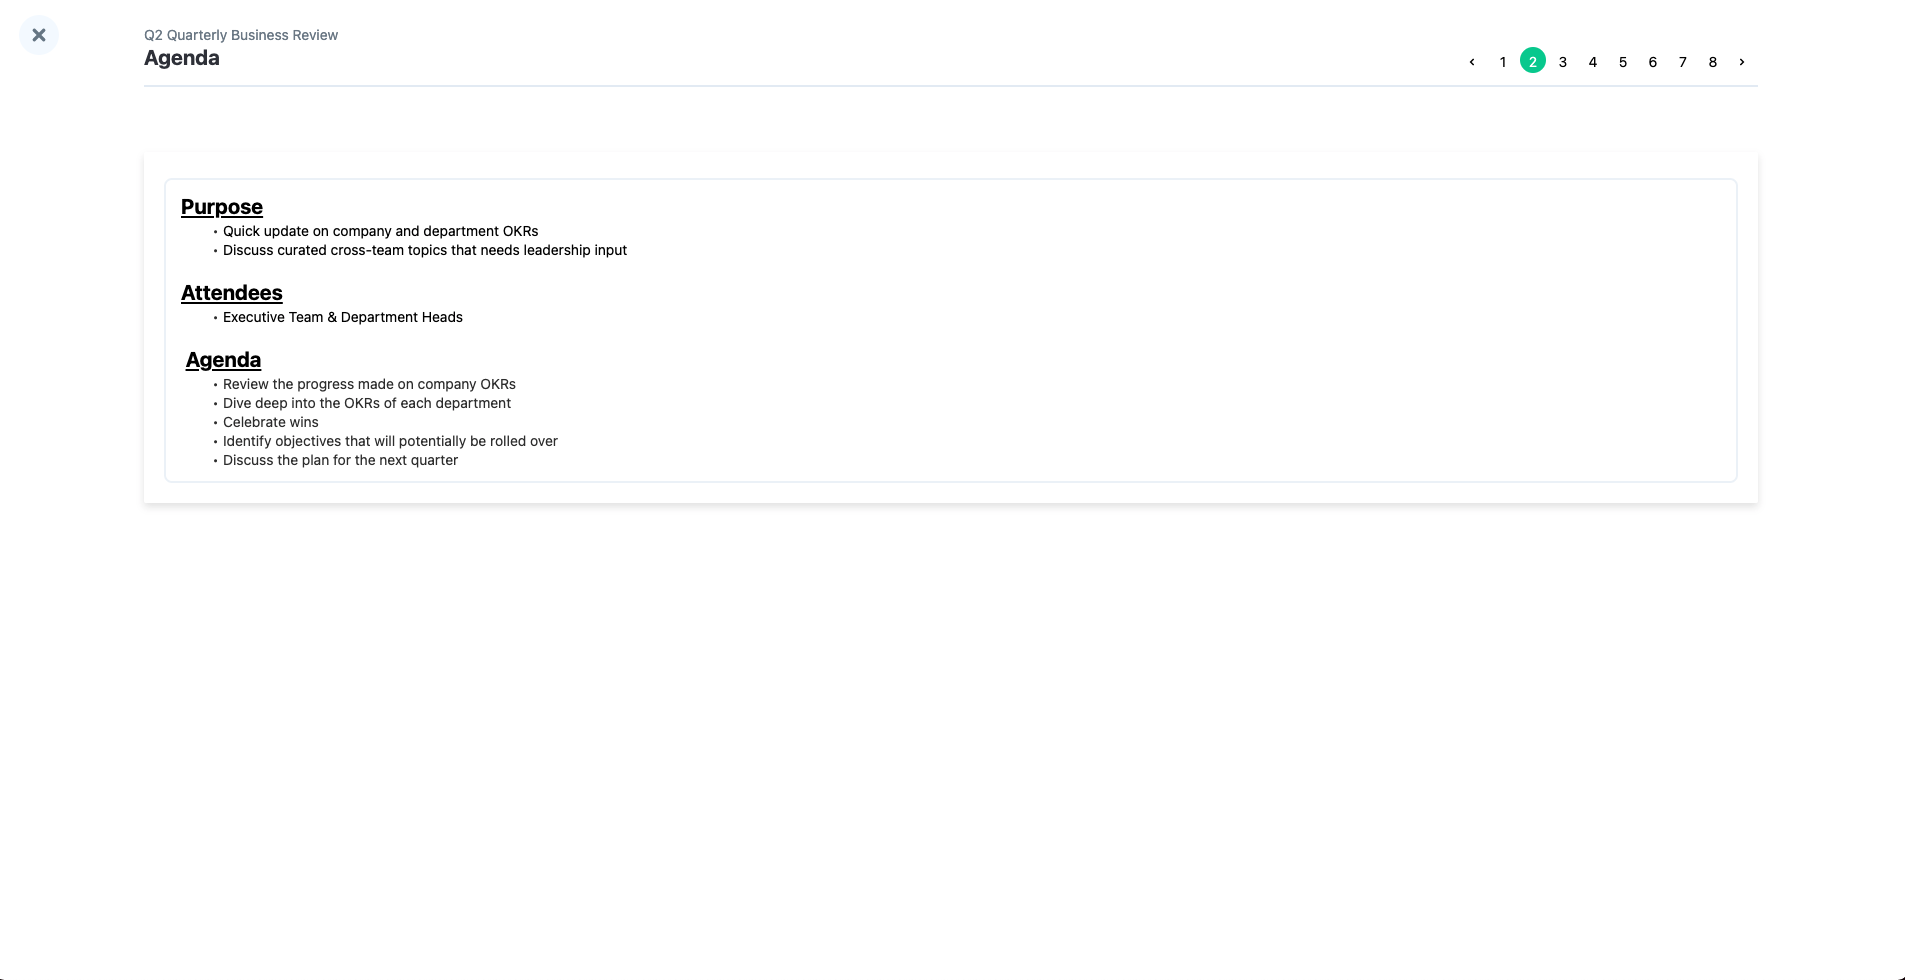 Q2 Quarterly Business Review
Agenda
‹ 1 2 3 4 5 6 7 8 ›
Purpose
• Quick update on company and department OKRs
• Discuss curated cross-team topics that needs leadership input
Attendees
• Executive Team & Department Heads
Agenda
• Review the progress made on company OKRs
• Dive deep into the OKRs of each department
• Celebrate wins
• Identify objectives that will potentially be rolled over
• Discuss the plan for the next quarter